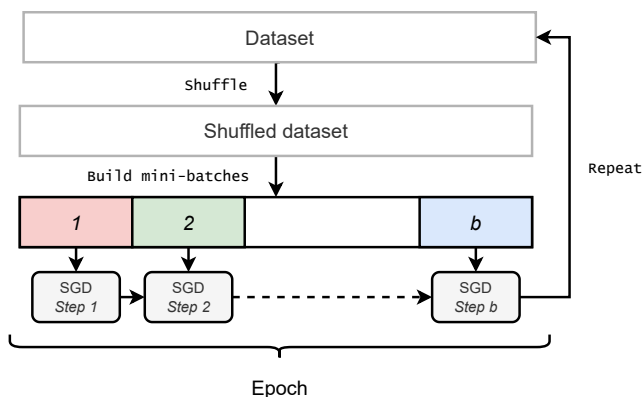 Dataset
Shuffle
Shuffled dataset
Build mini-batches
Repeat
1 2 b
SGD SGD SGD
Step 1 Step 2 Step b
Epoch